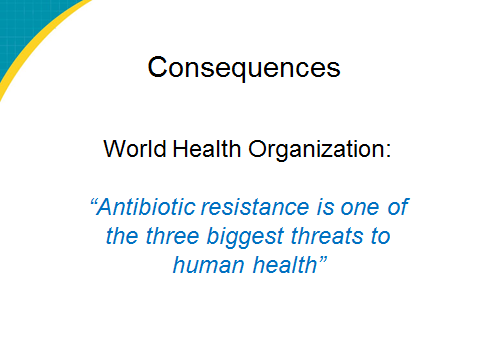 Consequences
World Health Organization:
“Antibiotic resistance is one of
the three biggest threats to
human health”